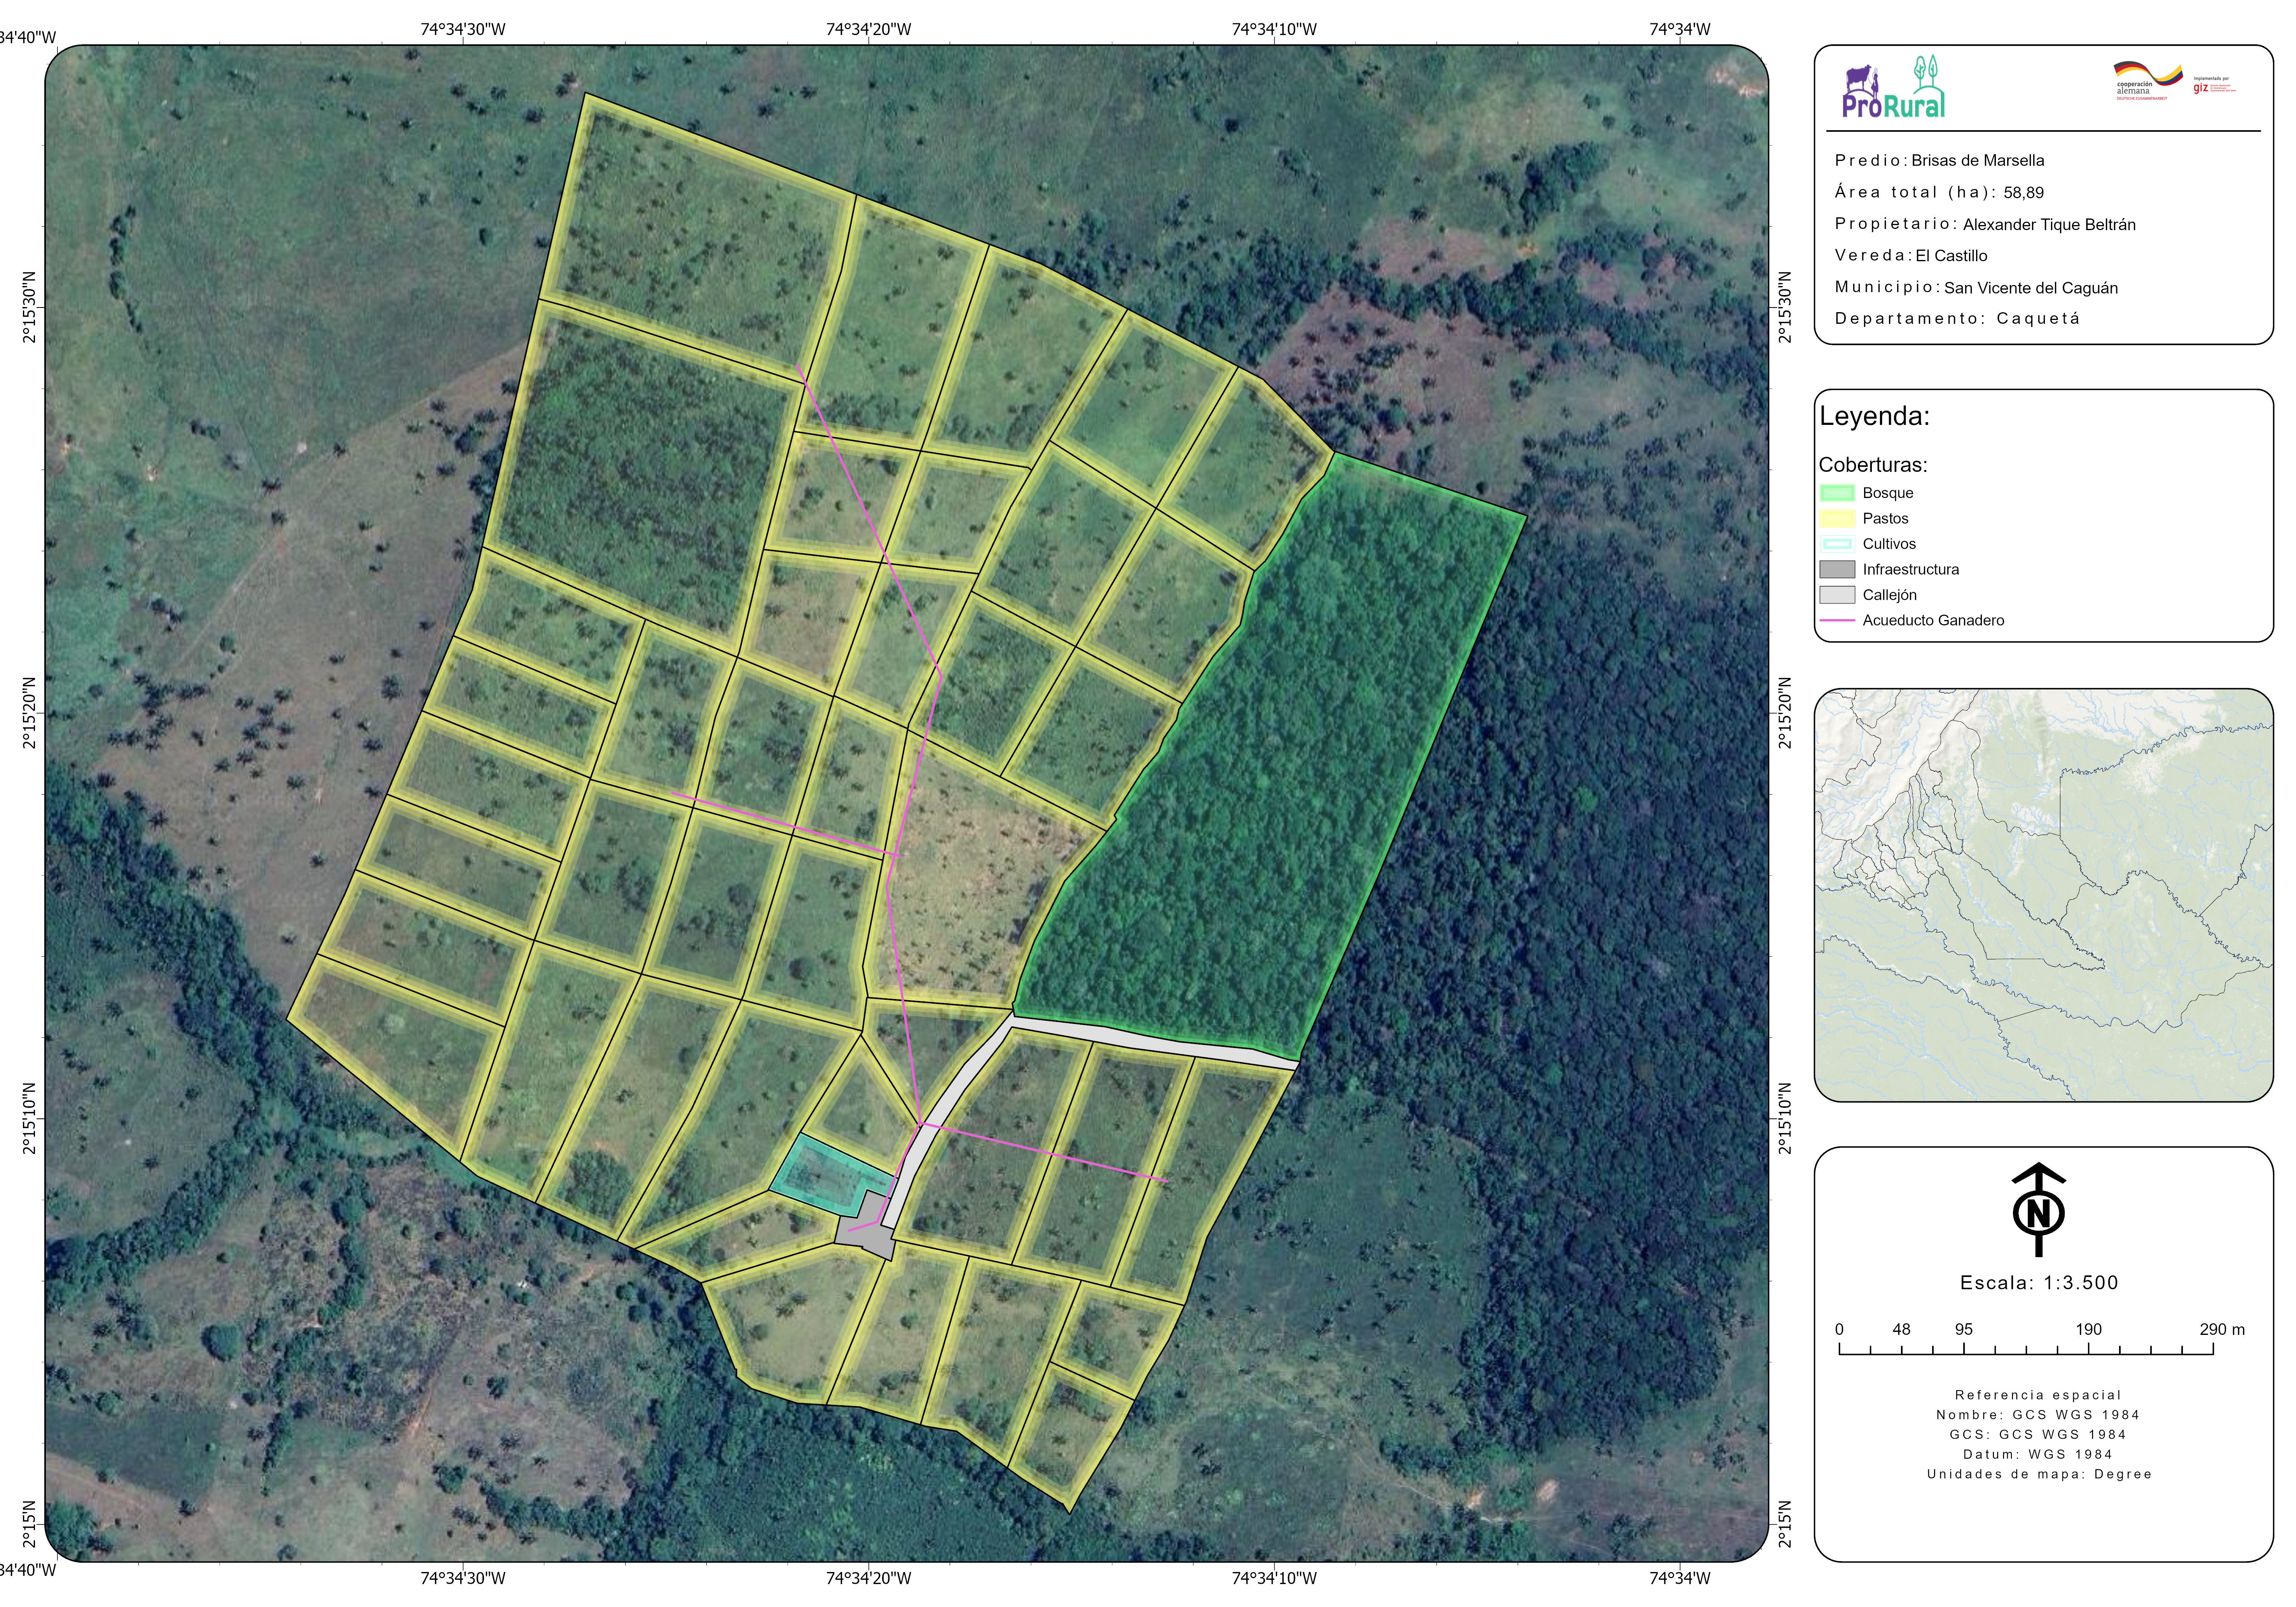 74°34'30"W
74°34'20"W
74°34'10"W
74°34'W
34'40"W
2°15'30"N
2°15'20"N
2°15'10"N
2°15'N
2°15'30"N
2°15'20"N
2°15'10"N
2°15'N
34'40"W
74°34'30"W
74°34'20"W
74°34'10"W
74°34'W
ProRural
cooperación
alemana
DEUTSCHE ZUSAMMENARBEIT
Implementada por
giz
Predio: Brisas de Marsella
Área total (ha): 58,89
Propietario: Alexander Tique Beltrán
Vereda: El Castillo
Municipio: San Vicente del Caguán
Departamento: Caquetá
Leyenda:
Coberturas:
Bosque
Pastos
Cultivos
Infraestructura
Callejón
Acueducto Ganadero
N
Escala: 1:3.500
0 48 95 190 290 m
Referencia espacial
Nombre: GCS WGS 1984
GCS: GCS WGS 1984
Datum: WGS 1984
Unidades de mapa: Degree